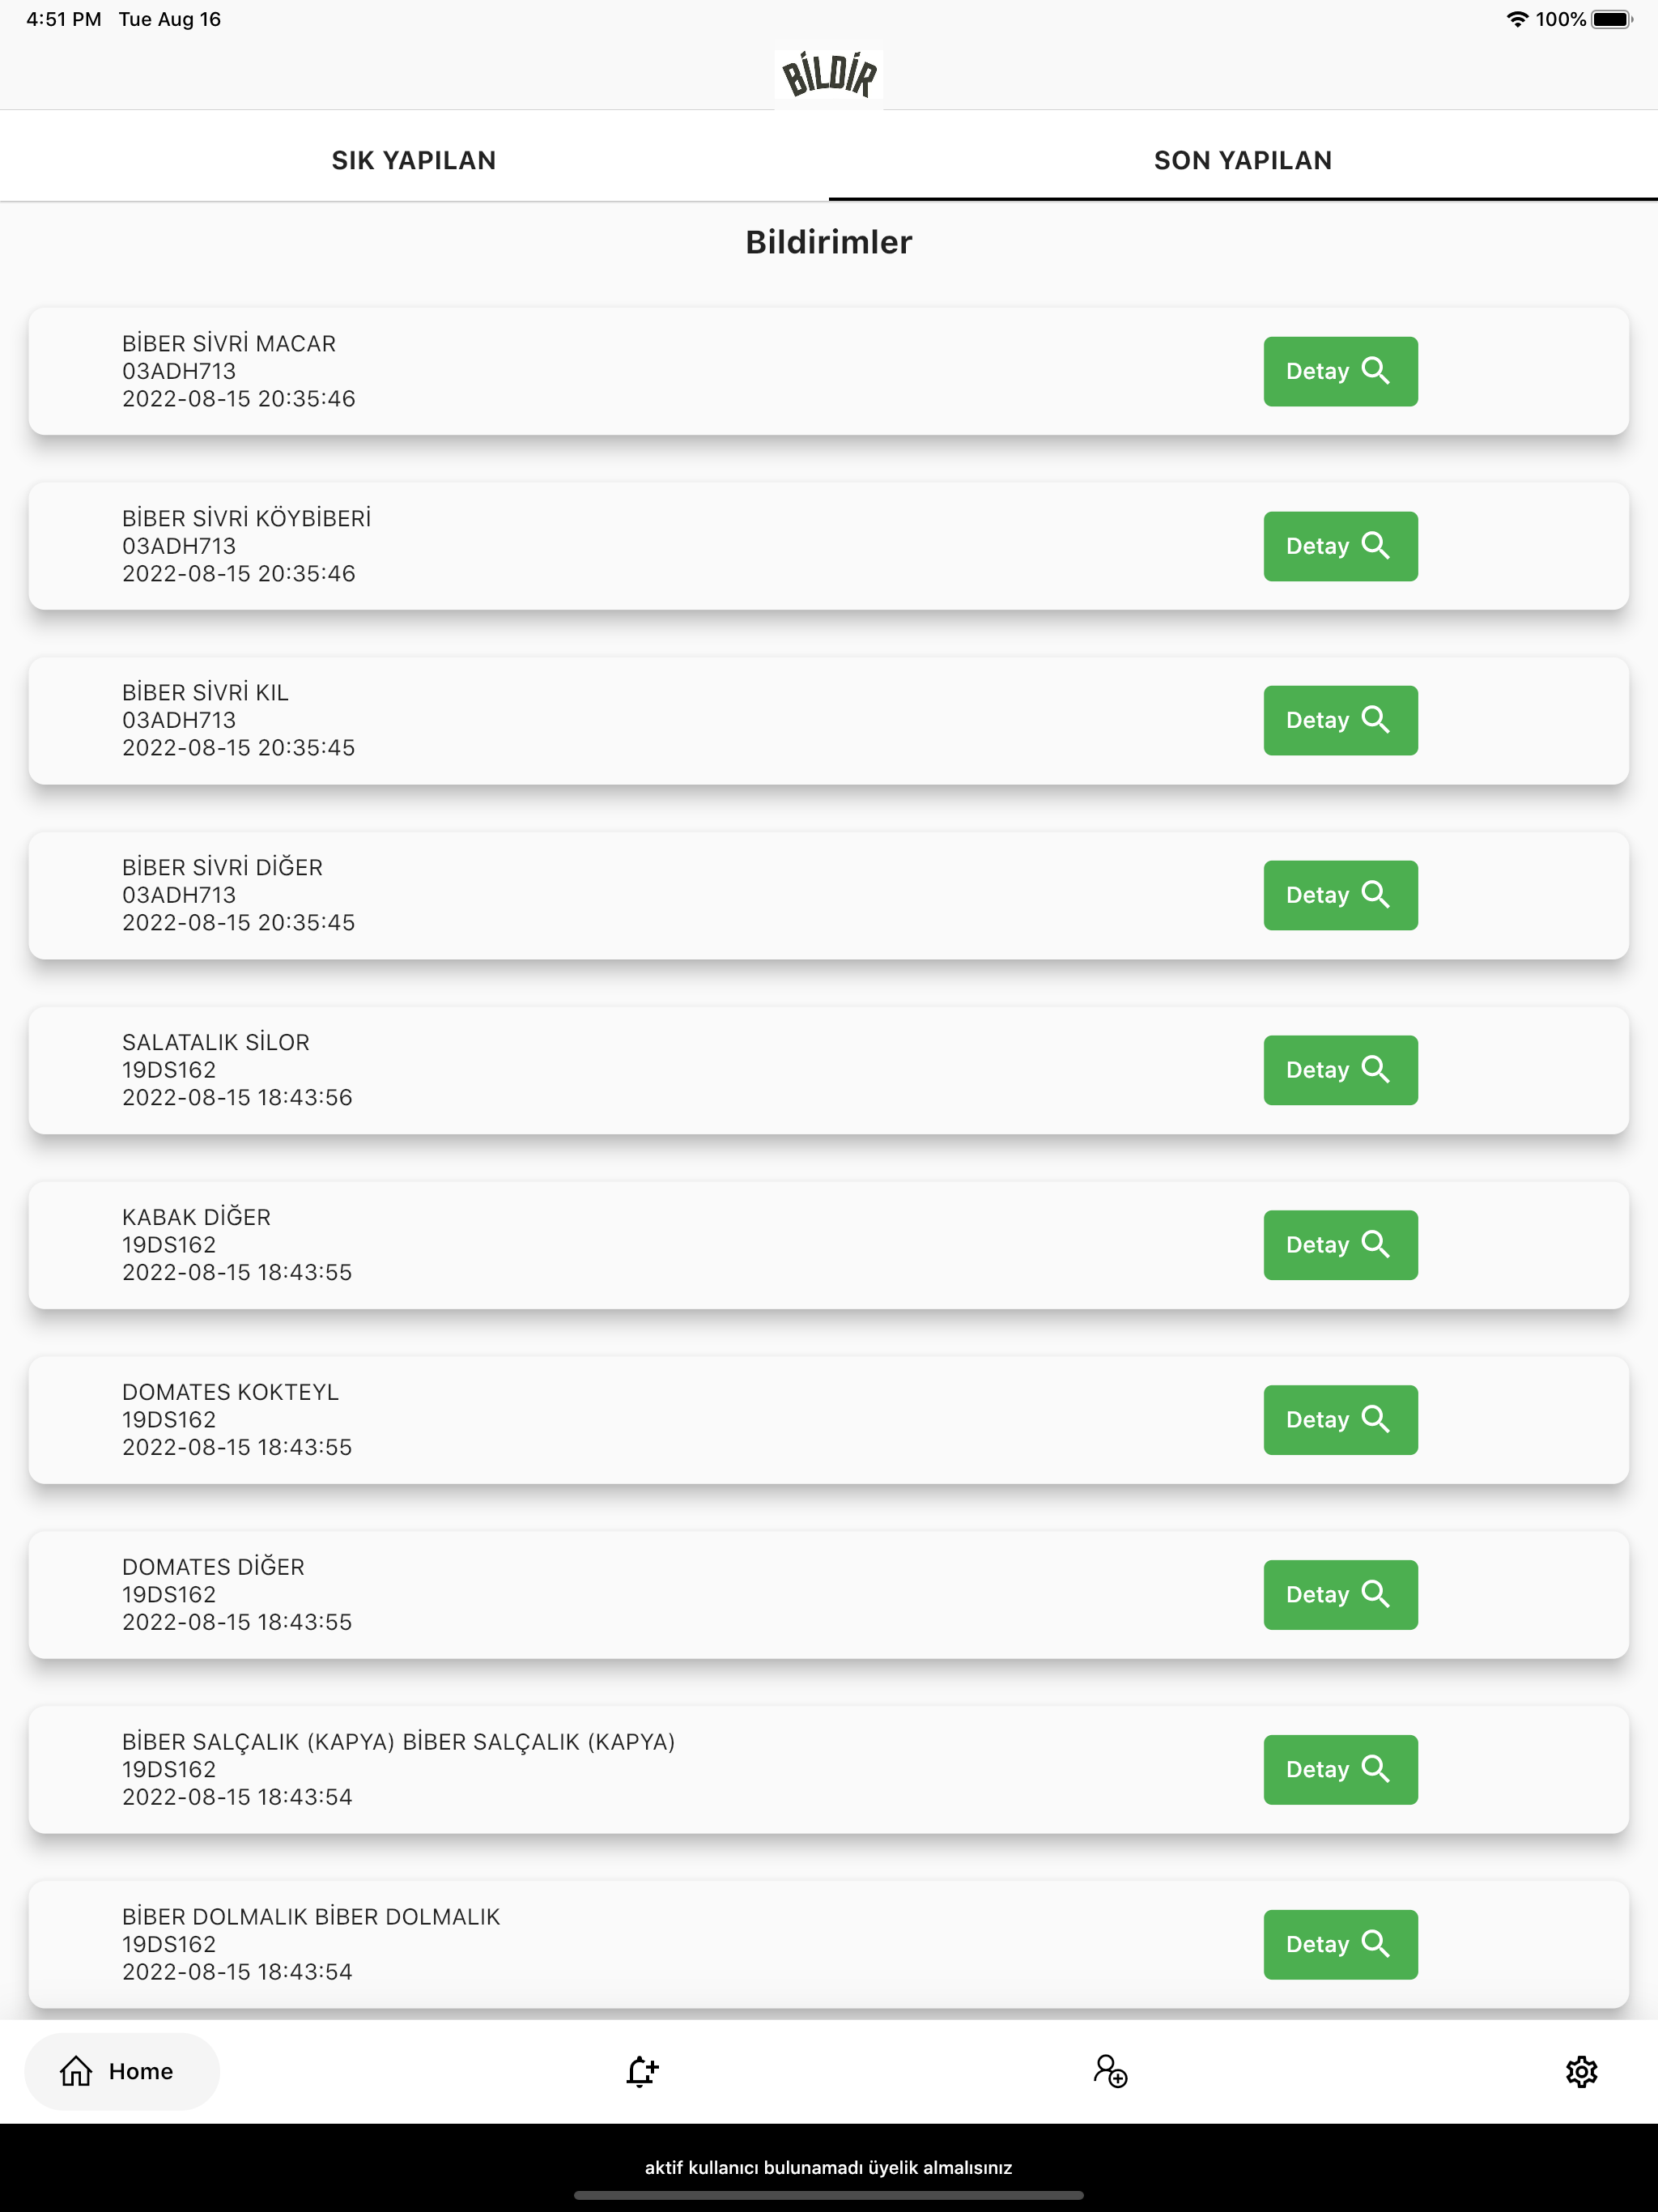 4:51 PM Tue Aug 16
100%
BİLDİR
SIK YAPILAN
SON YAPILAN
Bildirimler
BİBER SİVRİ MACAR
03ADH713
2022-08-15 20:35:46
Detay
BİBER SİVRİ KÖYBİBERİ
03ADH713
2022-08-15 20:35:46
Detay
BİBER SİVRİ KIL
03ADH713
2022-08-15 20:35:45
Detay
BİBER SİVRİ DİĞER
03ADH713
2022-08-15 20:35:45
Detay
SALATALIK SİLOR
19DS162
2022-08-15 18:43:56
Detay
KABAK DİĞER
19DS162
2022-08-15 18:43:55
Detay
DOMATES KOKTEYL
19DS162
2022-08-15 18:43:55
Detay
DOMATES DİĞER
19DS162
2022-08-15 18:43:55
Detay
BİBER SALÇALIK (KAPYA) BİBER SALÇALIK (KAPYA)
19DS162
2022-08-15 18:43:54
Detay
BİBER DOLMALIK BİBER DOLMALIK
19DS162
2022-08-15 18:43:54
Detay
Home
aktif kullanıcı bulunamadı üyelik almalısınız